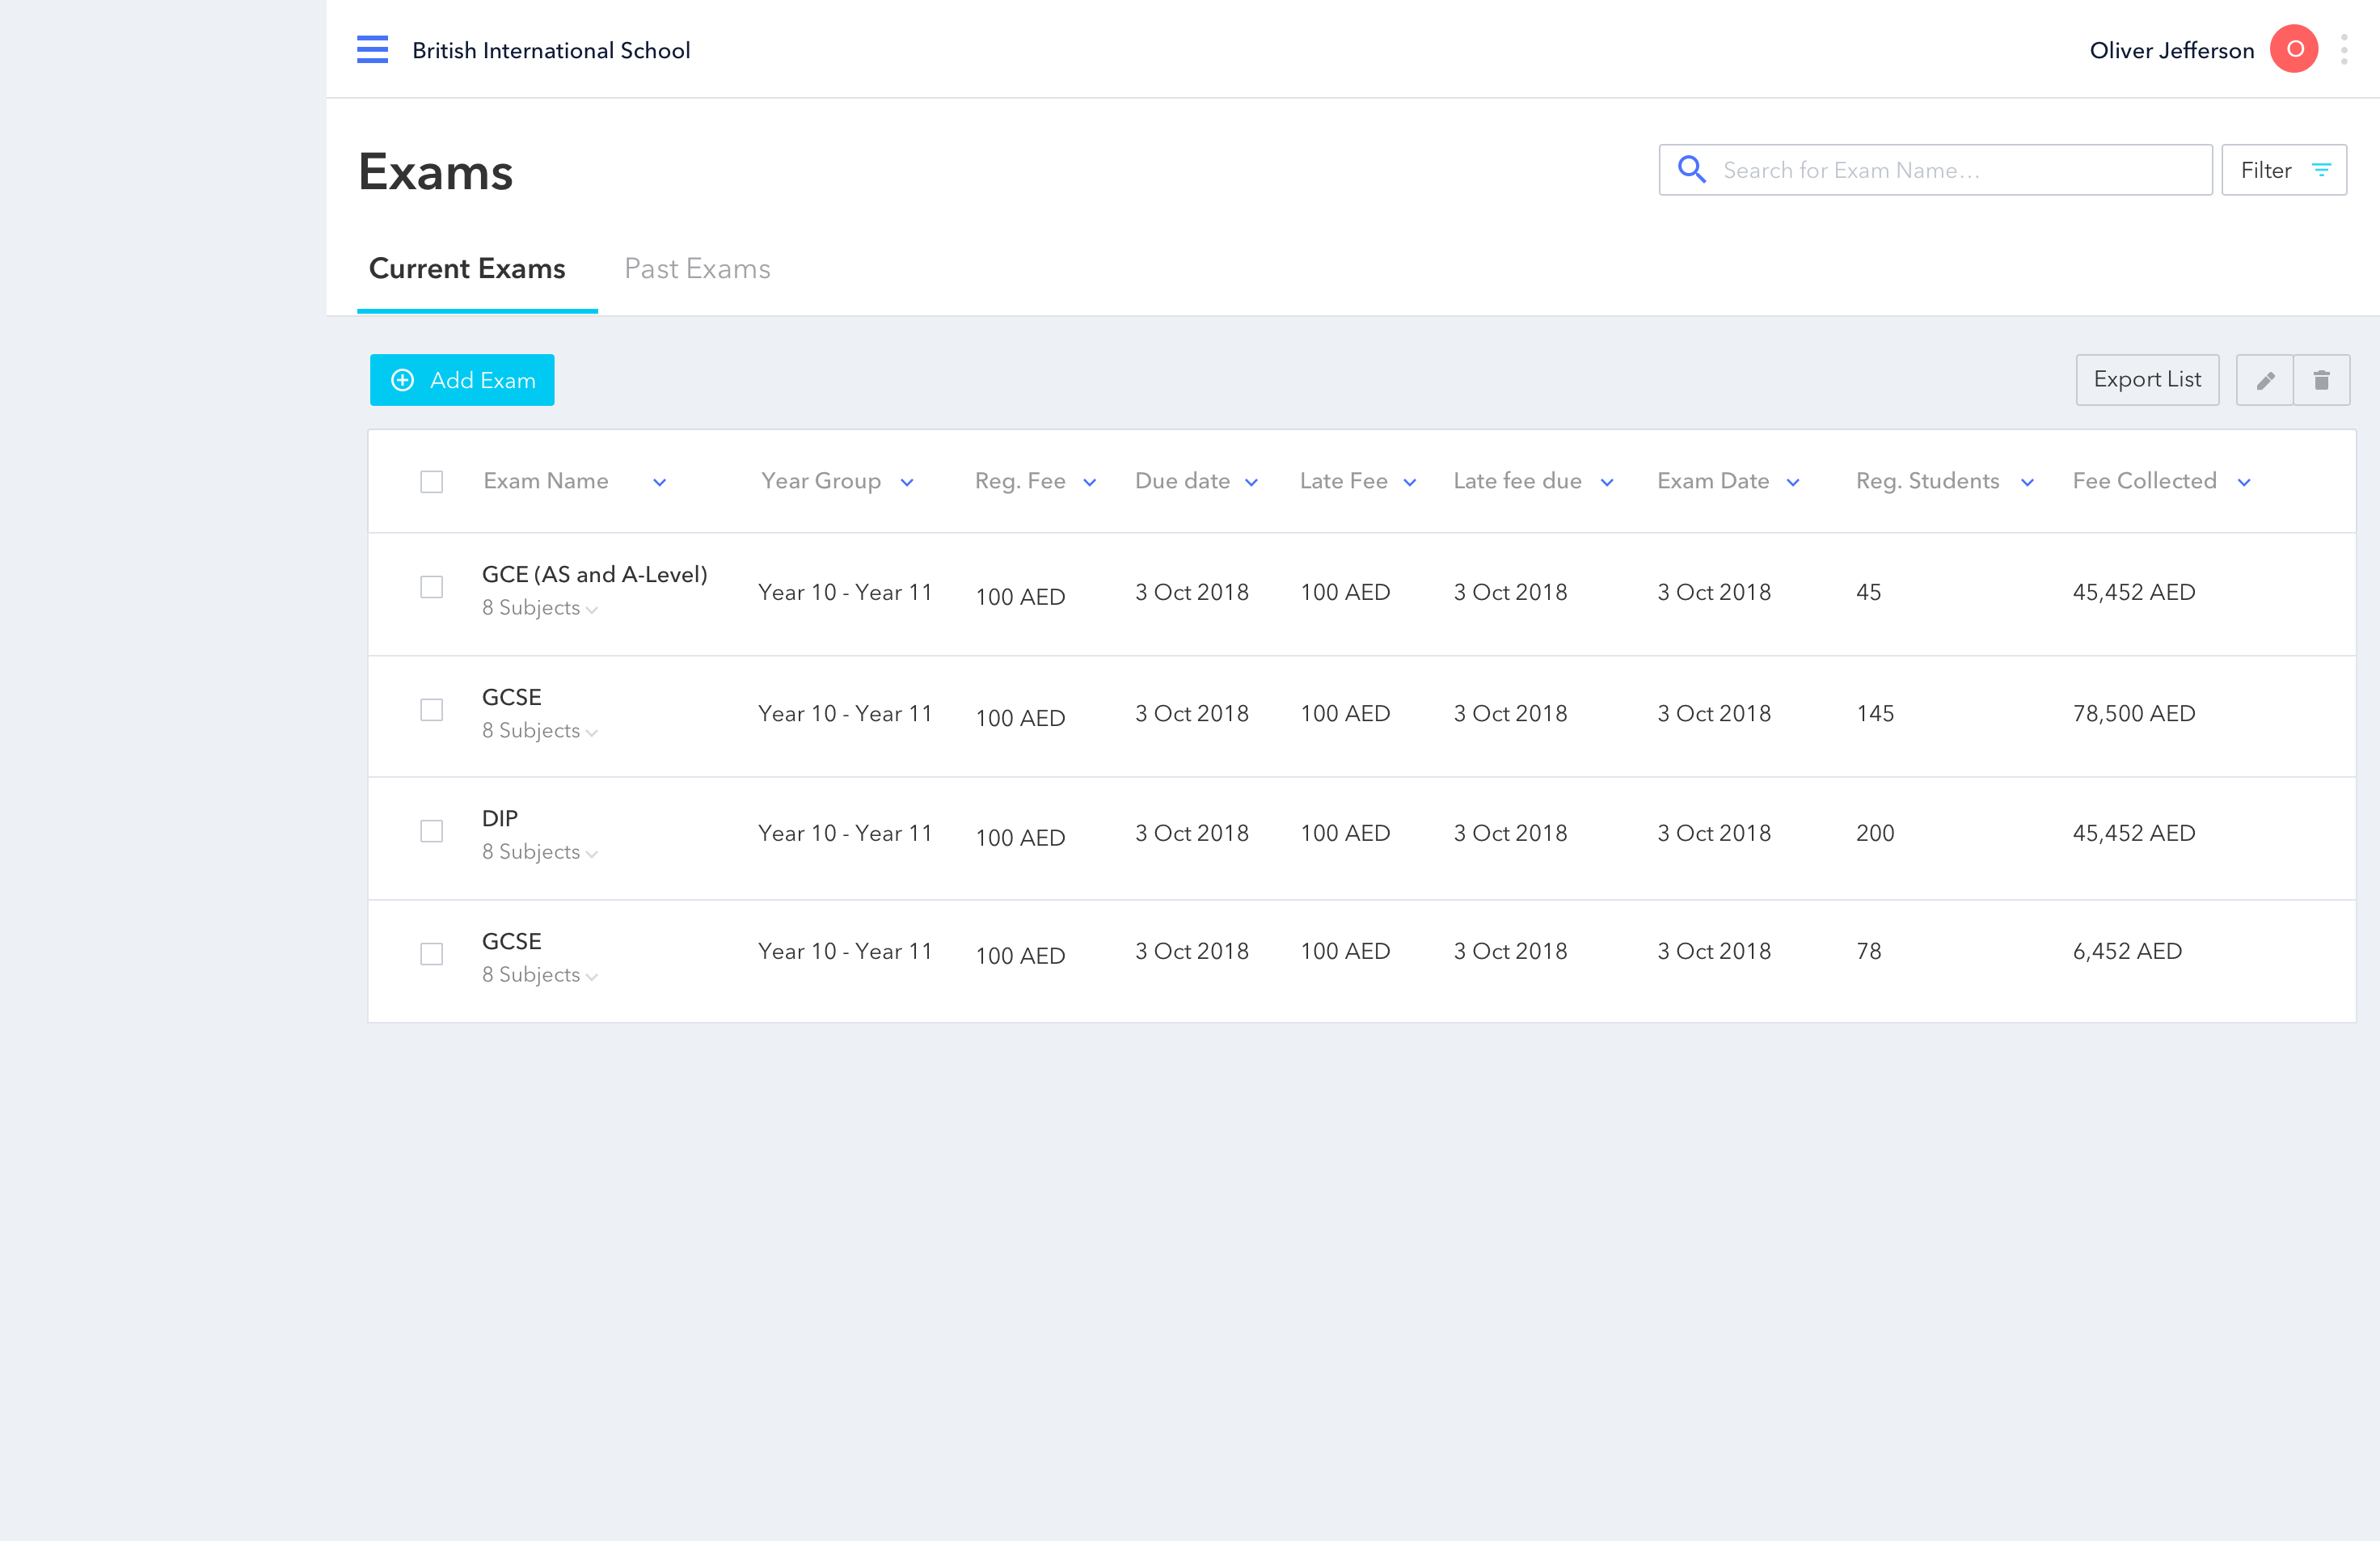 British International School
Oliver Jefferson O
Exams
Search for Exam Name...
Filter
Current Exams Past Exams
Add Exam
Export List
Exam Name Year Group Reg. Fee Due date Late Fee Late fee due Exam Date Reg. Students Fee Collected
GCE (AS and A-Level)
8 Subjects
Year 10 - Year 11 100 AED 3 Oct 2018 100 AED 3 Oct 2018 3 Oct 2018 45 45,452 AED
GCSE
8 Subjects
Year 10 - Year 11 100 AED 3 Oct 2018 100 AED 3 Oct 2018 3 Oct 2018 145 78,500 AED
DIP
8 Subjects
Year 10 - Year 11 100 AED 3 Oct 2018 100 AED 3 Oct 2018 3 Oct 2018 200 45,452 AED
GCSE
8 Subjects
Year 10 - Year 11 100 AED 3 Oct 2018 100 AED 3 Oct 2018 3 Oct 2018 78 6,452 AED